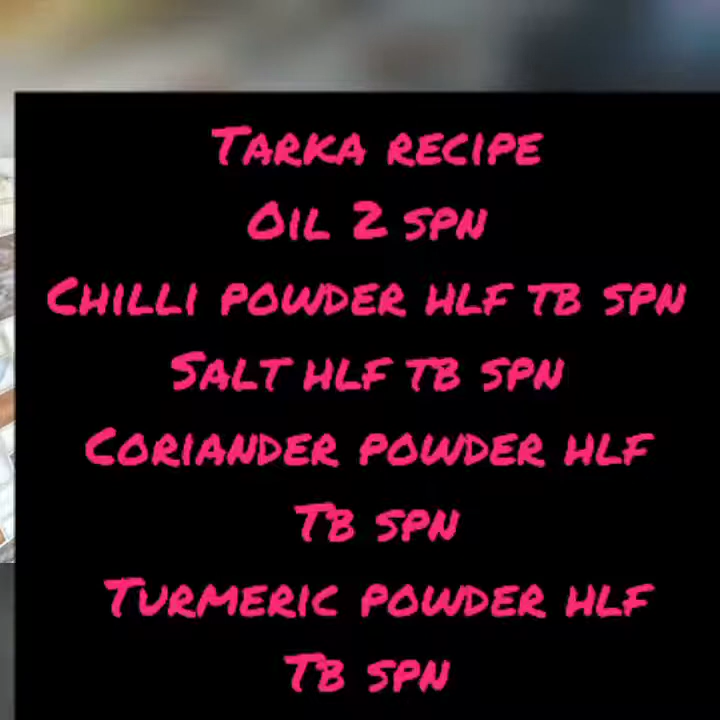 Tarka recipe
Oil 2 spn
Chilli powder hlf tb spn
Salt hlf tb spn
Coriander powder hlf
Tb spn
Turmeric powder hlf
Tb spn